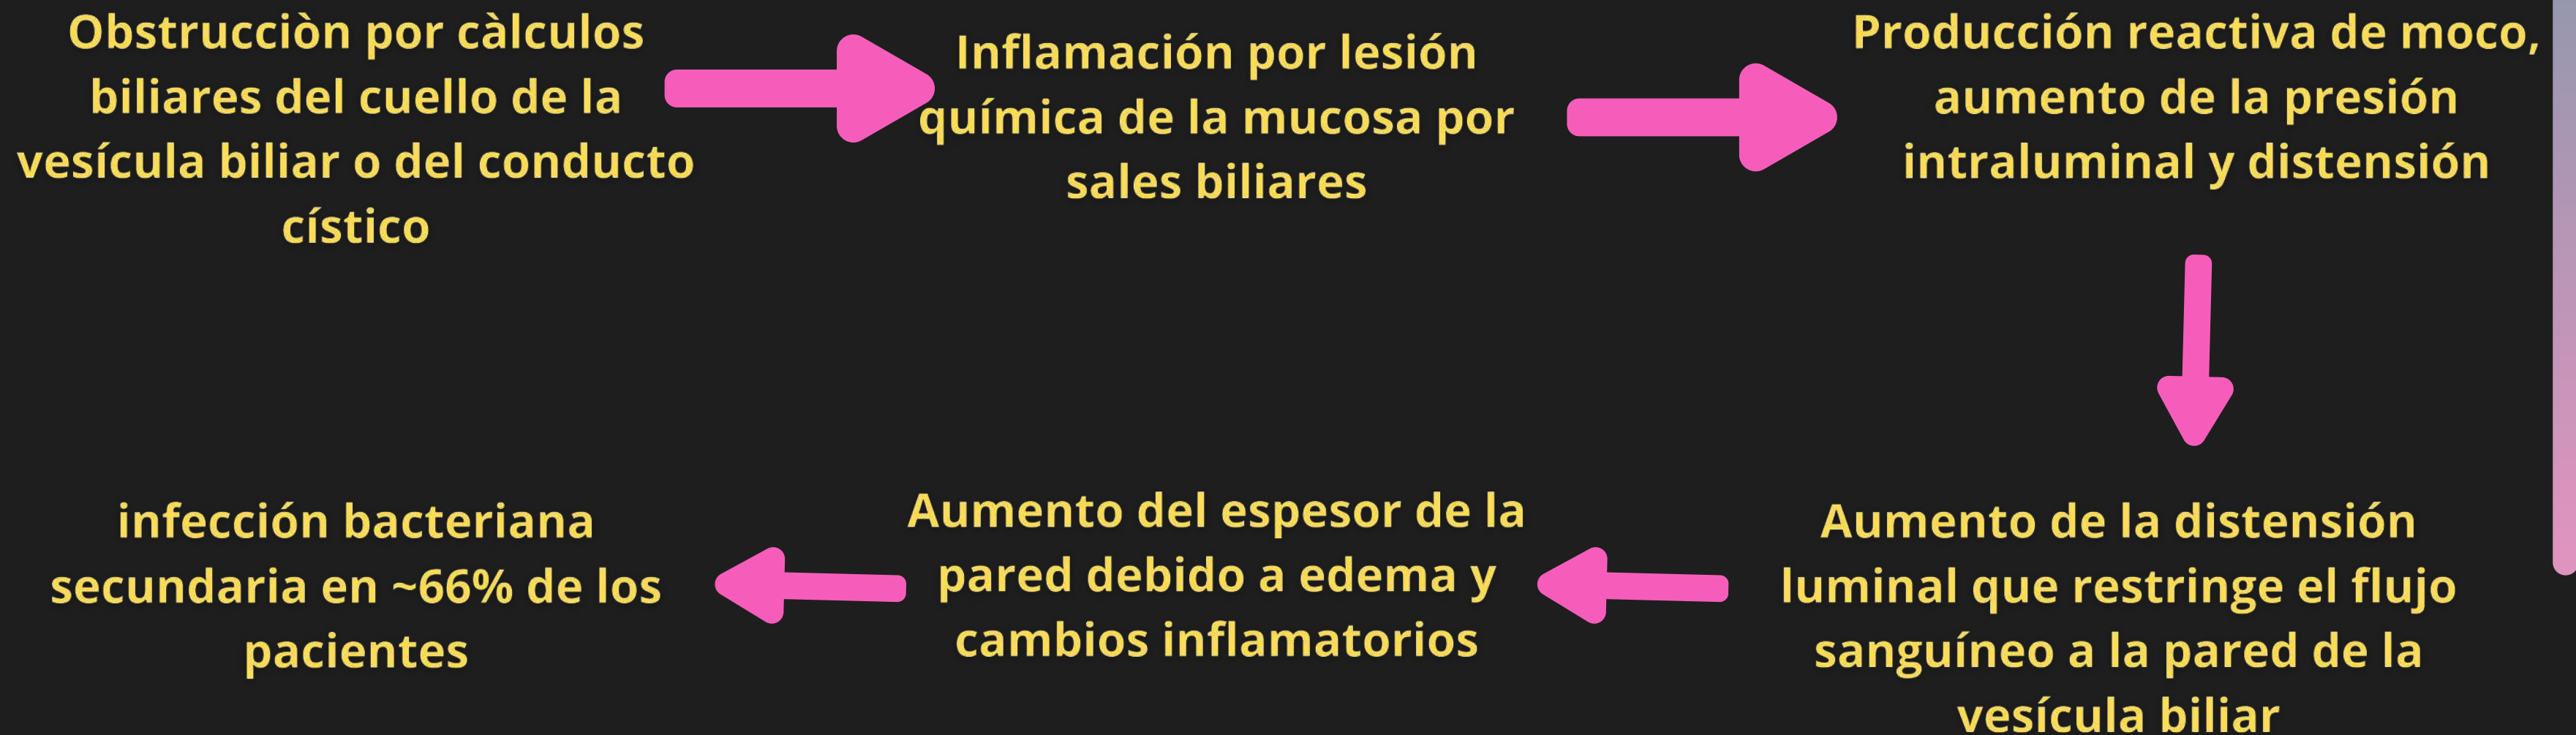 Obstrucciòn por càlculos
biliares del cuello de la
vesícula biliar o del conducto
cístico
Inflamación por lesión
química de la mucosa por
sales biliares
Producción reactiva de moco,
aumento de la presión
intraluminal y distensión
Aumento de la distensión
luminal que restringe el flujo
sanguíneo a la pared de la
vesícula biliar
Aumento del espesor de la
pared debido a edema y
cambios inflamatorios
infección bacteriana
secundaria en ~66% de los
pacientes